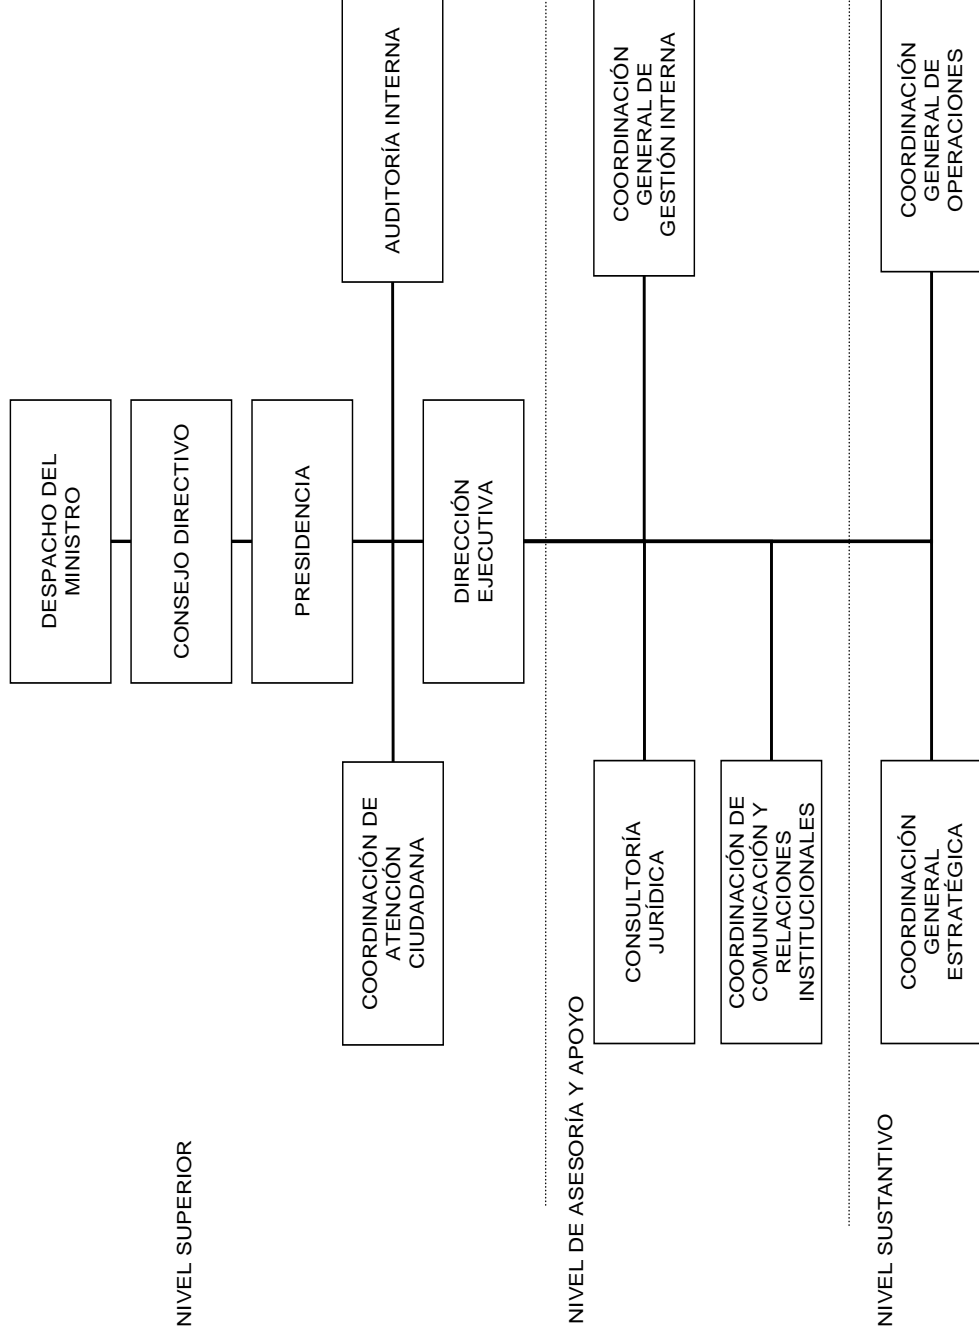 DESPACHO DEL
MINISTRO
CONSEJO DIRECTIVO
PRESIDENCIA
COORDINACIÓN DE
ATENCIÓN
CIUDADANA
AUDITORÍA INTERNA
NIVEL SUPERIOR
DIRECCIÓN
EJECUTIVA
NIVEL DE ASESORÍA Y APOYO
CONSULTORÍA
JURÍDICA
COORDINACIÓN
GENERAL DE
GESTIÓN INTERNA
COORDINACIÓN DE
COMUNICACIÓN Y
RELACIONES
INSTITUCIONALES
NIVEL SUSTANTIVO
COORDINACIÓN
GENERAL
ESTRATÉGICA
COORDINACIÓN
GENERAL DE
OPERACIONES